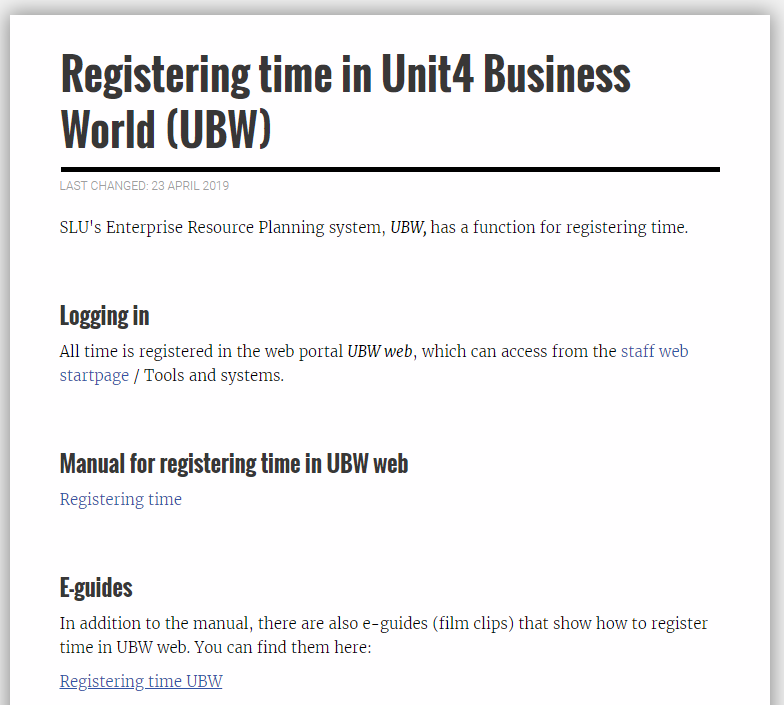 Registering time in Unit4 Business
World (UBW)
LAST CHANGED: 23 APRIL 2019
SLU's Enterprise Resource Planning system, UBW, has a function for registering time.
Logging in
All time is registered in the web portal UBW web, which can access from the staff web
startpage / Tools and systems.
Manual for registering time in UBW web
Registering time
E-guides
In addition to the manual, there are also e-guides (film clips) that show how to register
time in UBW web. You can find them here:
Registering time UBW